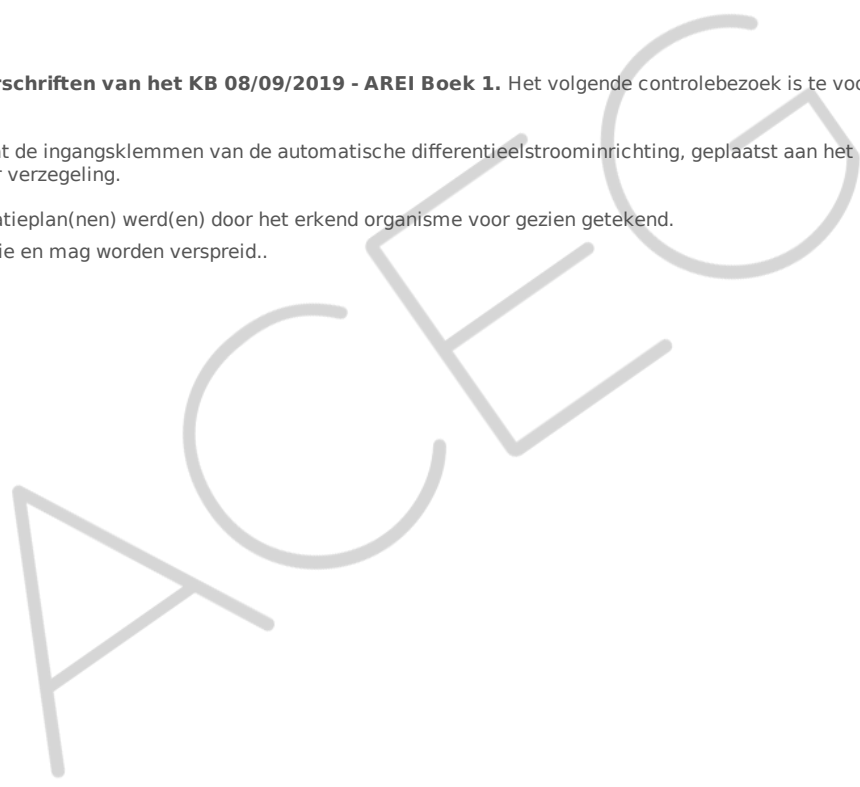 rschriften van het KB 08/09/2019 - AREI Boek 1. Het volgende controlebezoek is te voo
t de ingangsklemmen van de automatische differentieelstroominrichting, geplaatst aan het
r verzegeling.
atieplan(nen) werd(en) door het erkend organisme voor gezien getekend.
ie en mag worden verspreid..
ACEG